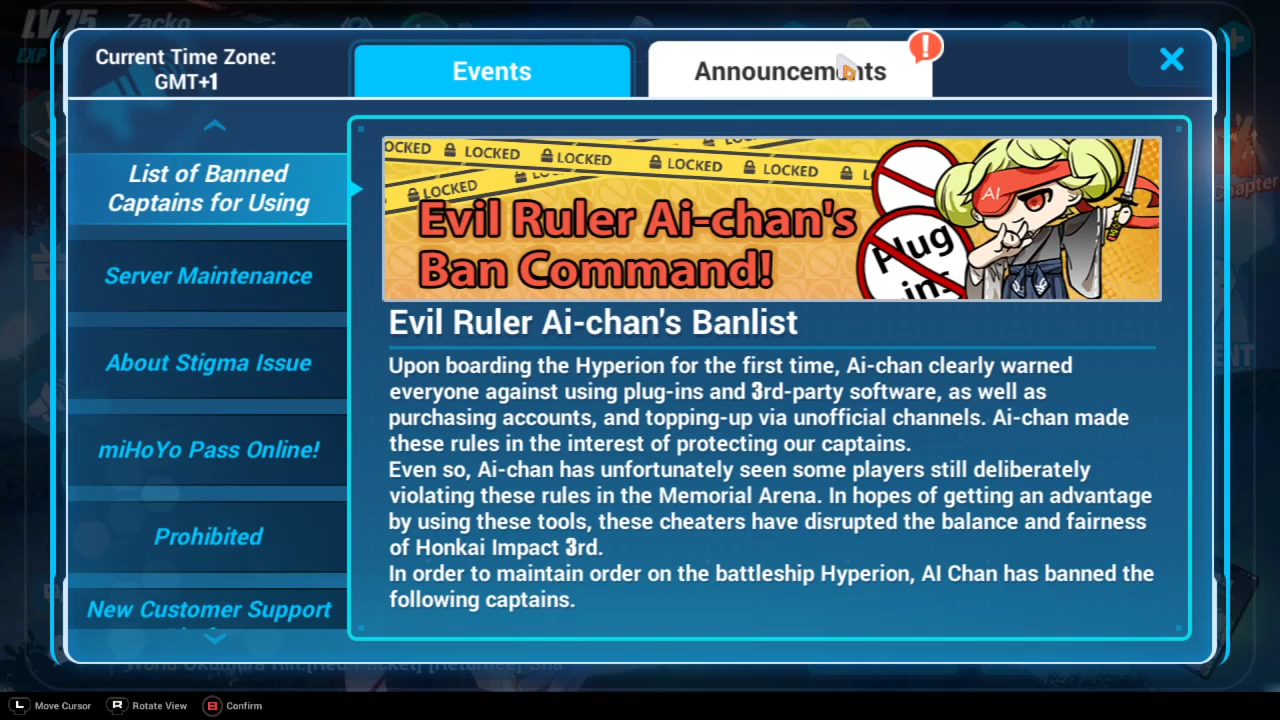 LV.75 Zacko
EXP
Current Time Zone:
GMT+1
Events
Announcements
!
List of Banned
Captains for Using
Server Maintenance
About Stigma Issue
miHoYo Pass Online!
Prohibited
New Customer Support
OCKED LOCKED LOCKED LOCKED LOCKED
LOCKED
Evil Ruler Ai-chan's
Ban Command!
plug
ins
AI
Evil Ruler Ai-chan's Banlist
Upon boarding the Hyperion for the first time, Ai-chan clearly warned
everyone against using plug-ins and 3rd-party software, as well as
purchasing accounts, and topping-up via unofficial channels. Ai-chan made
these rules in the interest of protecting our captains.
Even so, Ai-chan has unfortunately seen some players still deliberately
violating these rules in the Memorial Arena. In hopes of getting an advantage
by using these tools, these cheaters have disrupted the balance and fairness
of Honkai Impact 3rd.
In order to maintain order on the battleship Hyperion, AI Chan has banned the
following captains.
chapter
L Move Cursor R Rotate View B Confirm